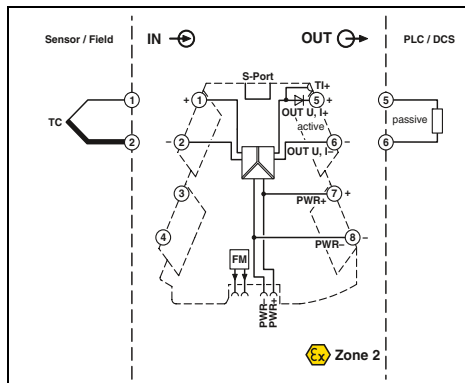 Sensor / Field
IN
OUT
PLC / DCS
S-Port
TI+
1
+
1
5
+
5
TC
OUT U, I+
active
passive
2
−
2
6
−
6
OUT U, I−
3
7
+
PWR+
4
8
−
PWR−
FM
PWR−
PWR+
Ex
Zone 2